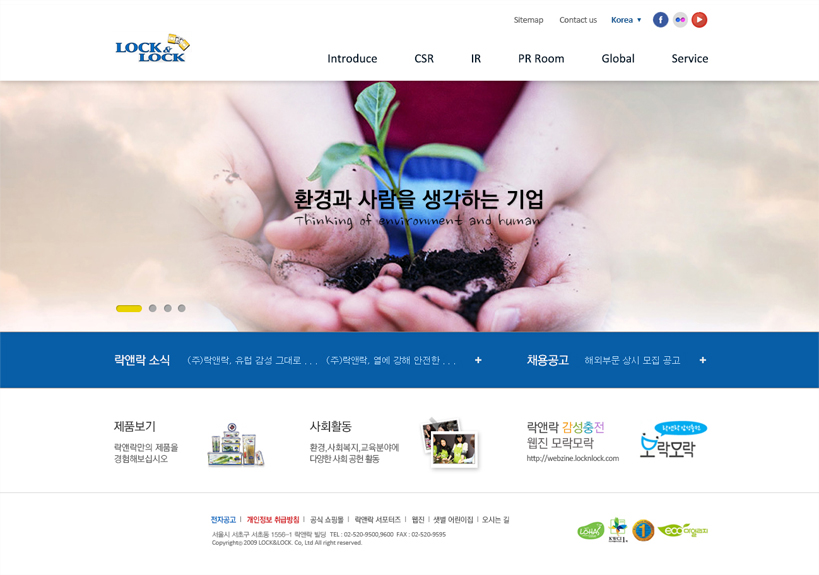 Sitemap Contact us Korea ▼
LOCK&
LOCK
Introduce CSR IR PR Room Global Service
환경과 사람을 생각하는 기업
Thinking of environment and human
락앤락 소식 (주)락앤락, 유럽 감성 그대로 . . . (주)락앤락, 열에 강해 안전한 . . . + 채용공고 해외부문 상시 모집 공고 +
제품보기
락앤락만의 제품을
경험해보십시오
사회활동
환경,사회복지,교육분야에
다양한 사회 공헌 활동
락앤락 감성충전
웹진 모락모락
http://webzine.locknlock.com
모락모락
전자공고 | 개인정보 취급방침 | 공식 쇼핑몰 | 락앤락 서포터즈 | 웹진 | 샛별 어린이집 | 오시는 길
서울시 서초구 서초동 1556-1 락앤락 빌딩 TEL : 02-520-9500,9600 FAX : 02-520-9595
Copyright© 2009 LOCK&LOCK. Co, Ltd All right reserved.
LOHAS
1
eco